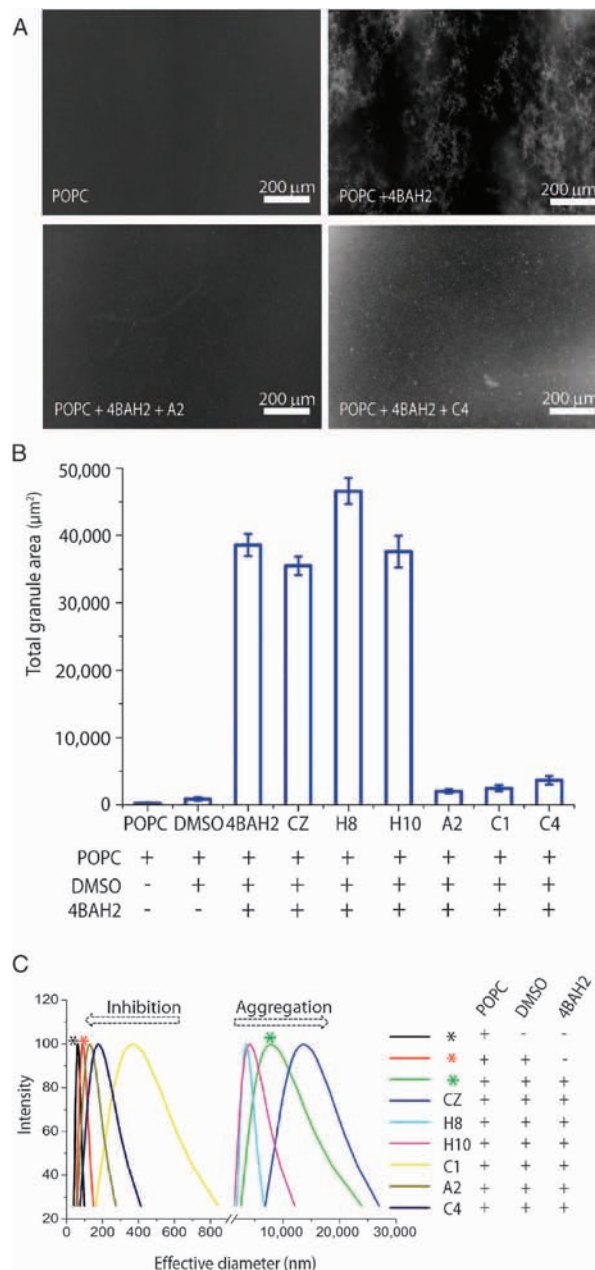 A
POPC
200 μm
POPC +4BAH2
200 μm
POPC + 4BAH2 + A2
200 μm
POPC + 4BAH2 + C4
200 μm
B
Total granule area (μm²)
50,000
40,000
30,000
20,000
10,000
0
POPC DMSO 4BAH2 CZ H8 H10 A2 C1 C4
POPC + + + + + + + + +
DMSO - + + + + + + + +
4BAH2 - - + + + + + + +
C
Intensity
120
100
80
60
40
20
Inhibition
Aggregation
* * *
0 200 400 600 800 10,000 20,000 30,000
Effective diameter (nm)
POPC DMSO 4BAH2
* + - -
* + + -
* + + +
CZ + + +
H8 + + +
H10 + + +
C1 + + +
A2 + + +
C4 + + +